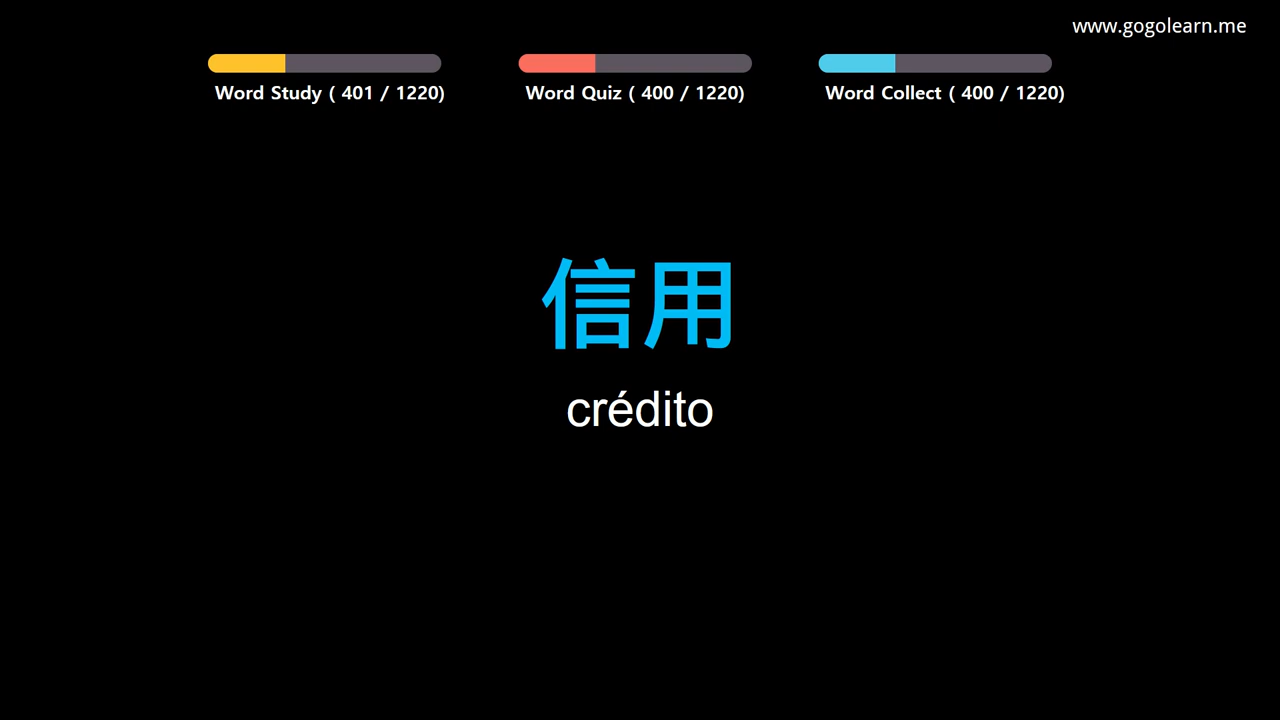 www.gogolearn.me
Word Study ( 401 / 1220)
Word Quiz ( 400 / 1220)
Word Collect ( 400 / 1220)
信用
crédito